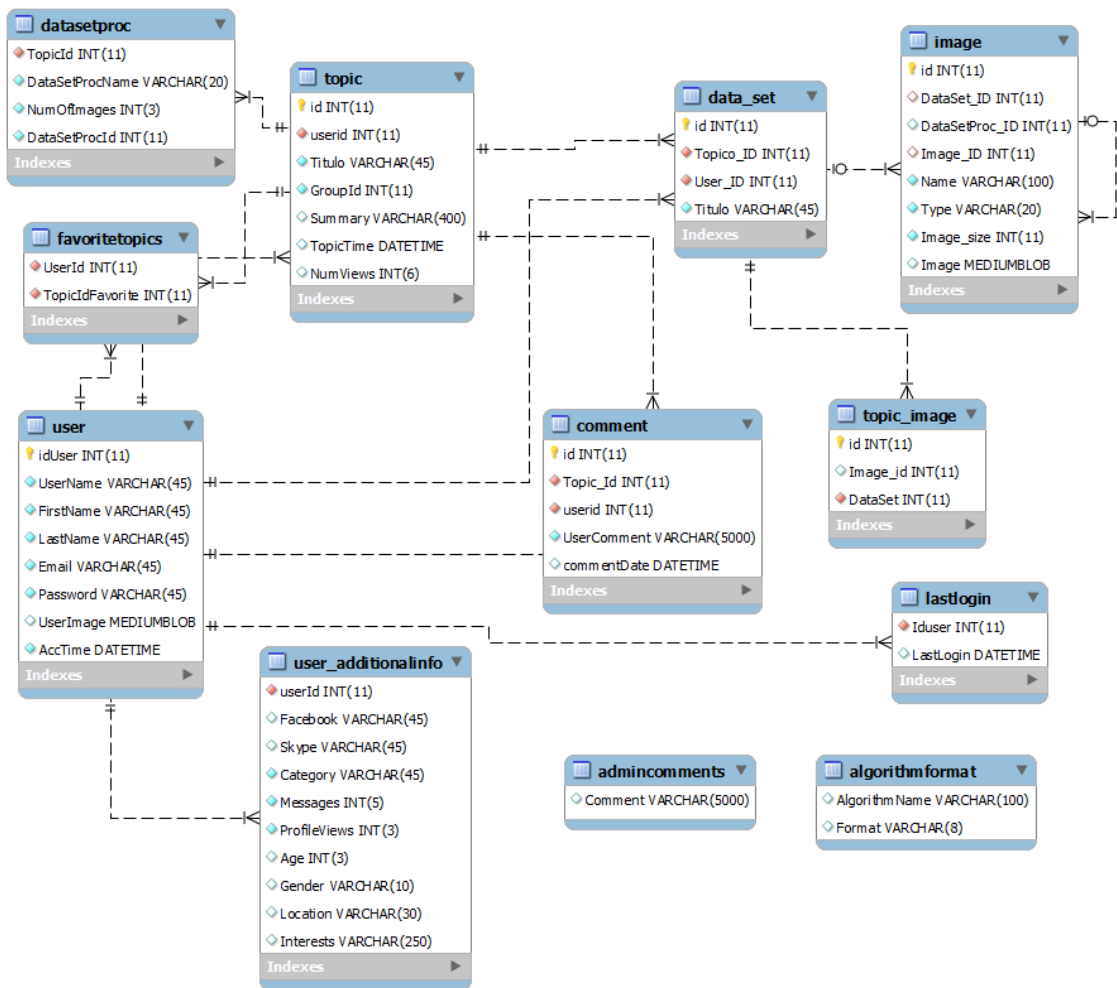 datasetproc
TopicId INT(11)
DataSetProcName VARCHAR(20)
NumOfImages INT(3)
DataSetProcId INT(11)
Indexes
topic
id INT(11)
userid INT(11)
Titulo VARCHAR(45)
GroupId INT(11)
Summary VARCHAR(400)
TopicTime DATETIME
NumViews INT(6)
Indexes
data_set
id INT(11)
Topico_ID INT(11)
User_ID INT(11)
Titulo VARCHAR(45)
Indexes
image
id INT(11)
DataSet_ID INT(11)
DataSetProc_ID INT(11)
Image_ID INT(11)
Name VARCHAR(100)
Type VARCHAR(20)
Image_size INT(11)
Image MEDIUMBLOB
Indexes
favoritetopics
UserId INT(11)
TopicIdFavorite INT(11)
Indexes
user
idUser INT(11)
UserName VARCHAR(45)
FirstName VARCHAR(45)
LastName VARCHAR(45)
Email VARCHAR(45)
Password VARCHAR(45)
UserImage MEDIUMBLOB
AccTime DATETIME
Indexes
comment
id INT(11)
Topic_Id INT(11)
userid INT(11)
UserComment VARCHAR(5000)
commentDate DATETIME
Indexes
topic_image
id INT(11)
Image_id INT(11)
DataSet INT(11)
Indexes
lastlogin
Iduser INT(11)
LastLogin DATETIME
Indexes
user_additionalinfo
userId INT(11)
Facebook VARCHAR(45)
Skype VARCHAR(45)
Category VARCHAR(45)
Messages INT(5)
ProfileViews INT(3)
Age INT(3)
Gender VARCHAR(10)
Location VARCHAR(30)
Interests VARCHAR(250)
Indexes
admincomments
Comment VARCHAR(5000)
algorithmformat
AlgorithmName VARCHAR(100)
Format VARCHAR(8)